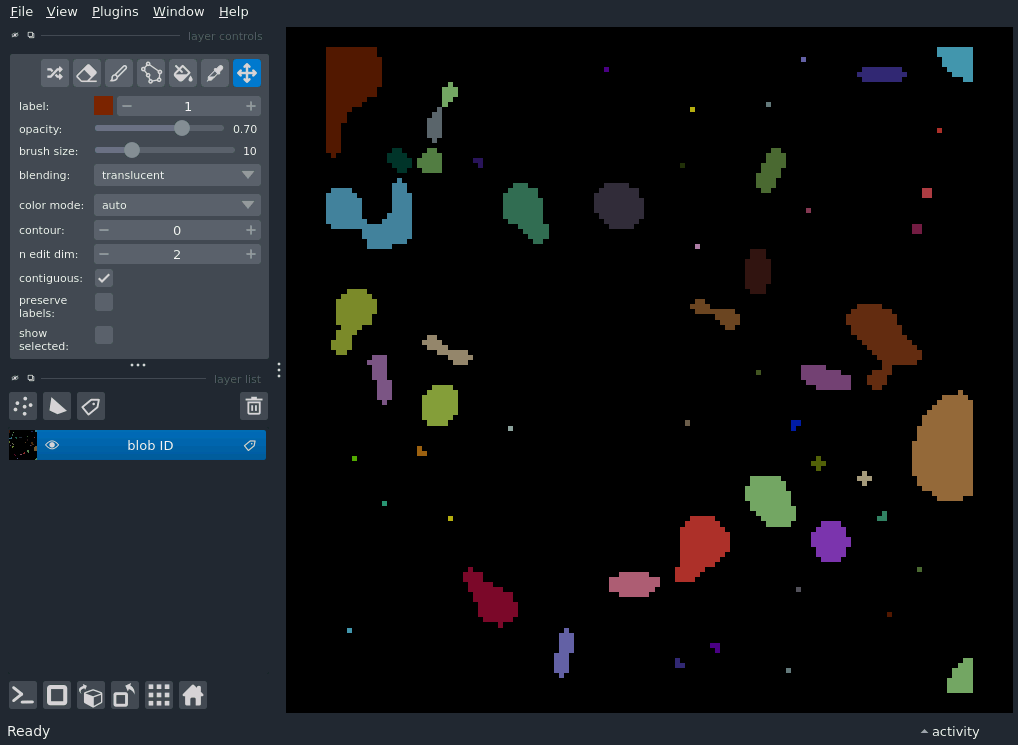 File View Plugins Window Help
layer controls
label: 1
opacity: 0.70
brush size: 10
blending: translucent
color mode: auto
contour: 0
n edit dim: 2
contiguous:
preserve
labels:
show
selected:
layer list
blob ID
Ready
activity